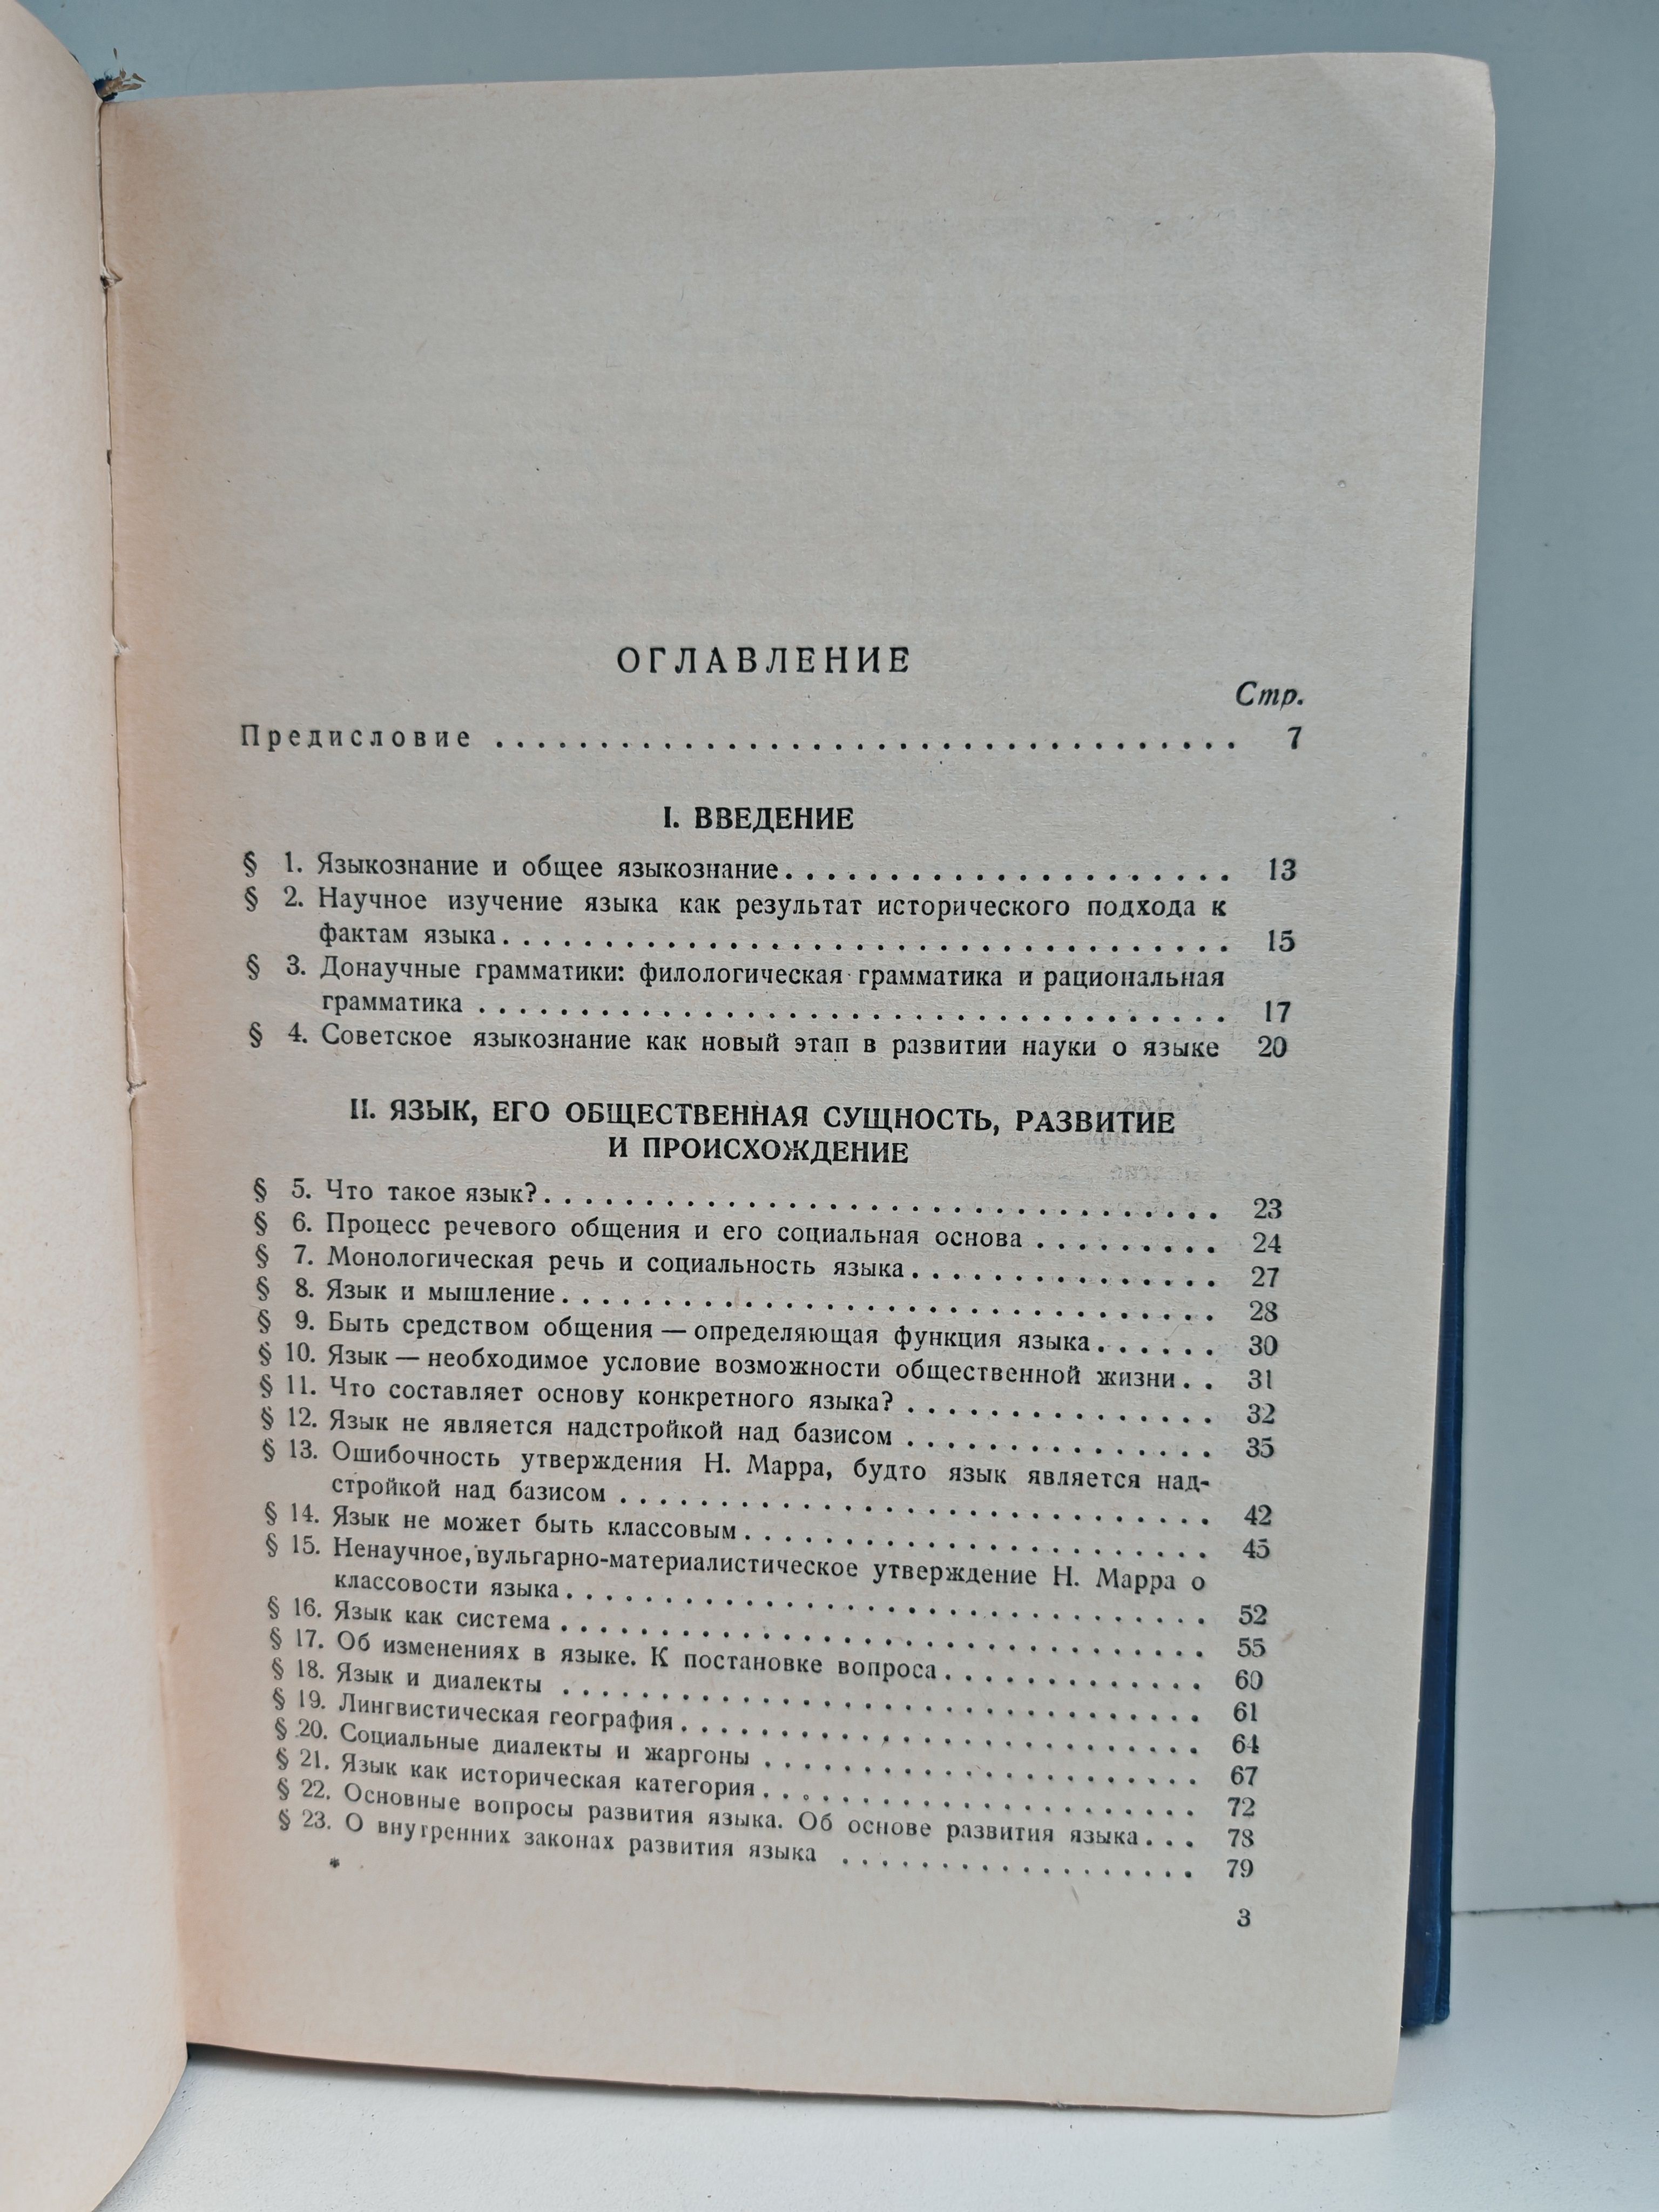 ОГЛАВЛЕНИЕ
Стр.
Предисловие . . . . . . . . . . . . . . . . . . . . . . . . . . . . . . . . . . . . 7
I. ВВЕДЕНИЕ
§ 1. Языкознание и общее языкознание . . . . . . . . . . . . . . . . . . . . . . 13
§ 2. Научное изучение языка как результат исторического подхода к
фактам языка . . . . . . . . . . . . . . . . . . . . . . . . . . . . . . . . . . . . 15
§ 3. Донаучные грамматики: филологическая грамматика и рациональная
грамматика . . . . . . . . . . . . . . . . . . . . . . . . . . . . . . . . . . . . 17
§ 4. Советское языкознание как новый этап в развитии науки о языке 20
II. ЯЗЫК, ЕГО ОБЩЕСТВЕННАЯ СУЩНОСТЬ, РАЗВИТИЕ
И ПРОИСХОЖДЕНИЕ
§ 5. Что такое язык? . . . . . . . . . . . . . . . . . . . . . . . . . . . . . . . . . 23
§ 6. Процесс речевого общения и его социальная основа . . . . . . . . . 24
§ 7. Монологическая речь и социальность языка . . . . . . . . . . . . . . . 27
§ 8. Язык и мышление . . . . . . . . . . . . . . . . . . . . . . . . . . . . . . . . 28
§ 9. Быть средством общения — определяющая функция языка . . . . . . 30
§ 10. Язык — необходимое условие возможности общественной жизни . . 31
§ 11. Что составляет основу конкретного языка? . . . . . . . . . . . . . . . 32
§ 12. Язык не является надстройкой над базисом . . . . . . . . . . . . . . . 35
§ 13. Ошибочность утверждения Н. Марра, будто язык является над-
стройкой над базисом . . . . . . . . . . . . . . . . . . . . . . . . . . . . . 42
§ 14. Язык не может быть классовым . . . . . . . . . . . . . . . . . . . . . . . 45
§ 15. Ненаучное, вульгарно-материалистическое утверждение Н. Марра о
классовости языка . . . . . . . . . . . . . . . . . . . . . . . . . . . . . . . 52
§ 16. Язык как система . . . . . . . . . . . . . . . . . . . . . . . . . . . . . . . . 55
§ 17. Об изменениях в языке. К постановке вопроса . . . . . . . . . . . . . 60
§ 18. Язык и диалекты . . . . . . . . . . . . . . . . . . . . . . . . . . . . . . . . 61
§ 19. Лингвистическая география . . . . . . . . . . . . . . . . . . . . . . . . . . 64
§ 20. Социальные диалекты и жаргоны . . . . . . . . . . . . . . . . . . . . . . 67
§ 21. Язык как историческая категория . . . . . . . . . . . . . . . . . . . . . . 72
§ 22. Основные вопросы развития языка. Об основе развития языка . . . 78
§ 23. О внутренних законах развития языка . . . . . . . . . . . . . . . . . . 79
*
3